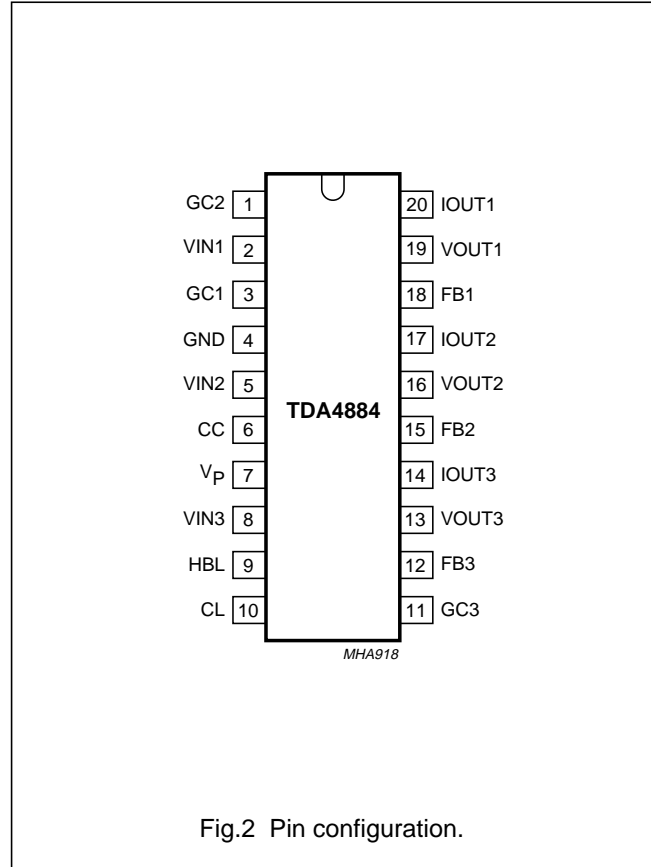 GC2 1
VIN1 2
GC1 3
GND 4
VIN2 5
CC 6
VP 7
VIN3 8
HBL 9
CL 10
TDA4884
20 IOUT1
19 VOUT1
18 FB1
17 IOUT2
16 VOUT2
15 FB2
14 IOUT3
13 VOUT3
12 FB3
11 GC3
MHA918
Fig.2 Pin configuration.